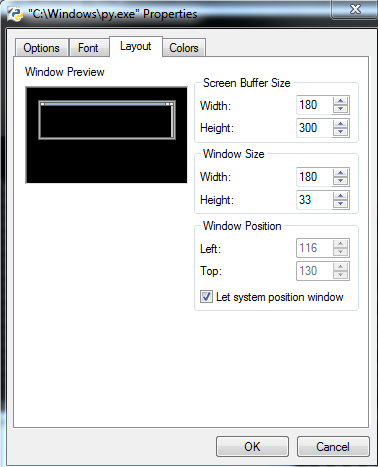 "C:\Windows\py.exe" Properties
Options Font Layout Colors
Window Preview
Screen Buffer Size
Width: 180
Height: 300
Window Size
Width: 180
Height: 33
Window Position
Left: 116
Top: 130
Let system position window
OK Cancel